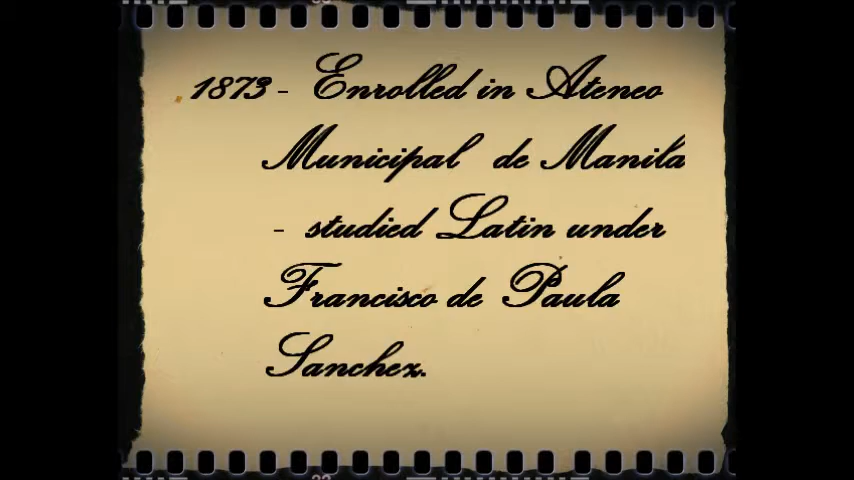 1873 - Enrolled in Ateneo
Municipal de Manila
- studied Latin under
Francisco de Paula
Sanchez.